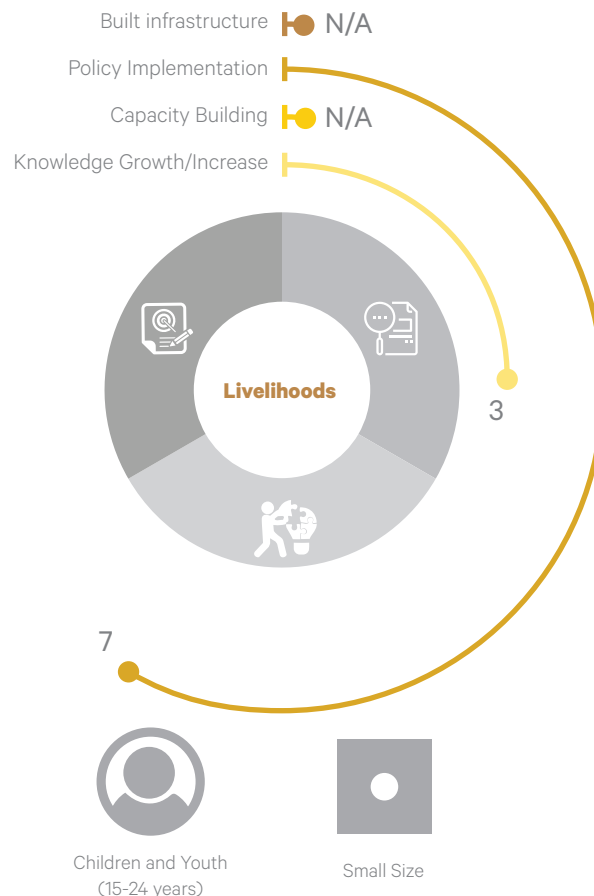 Built infrastructure N/A
Policy Implementation
Capacity Building N/A
Knowledge Growth/Increase
Livelihoods
3
7
Children and Youth
(15-24 years)
Small Size